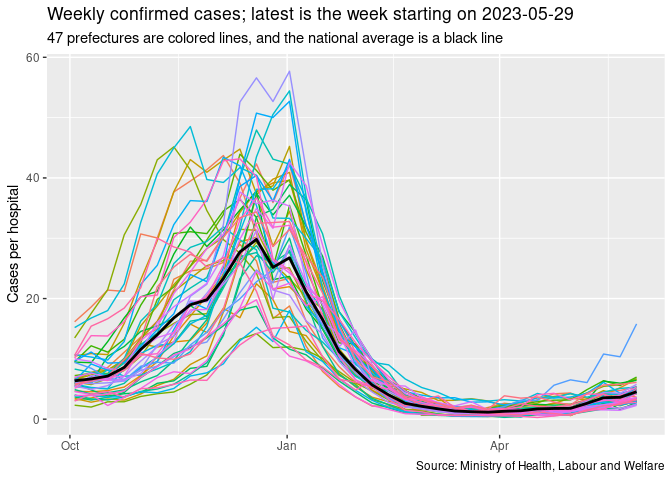 Weekly confirmed cases; latest is the week starting on 2023-05-29
47 prefectures are colored lines, and the national average is a black line
Cases per hospital
60
40
20
0
Oct
Jan
Apr
Source: Ministry of Health, Labour and Welfare